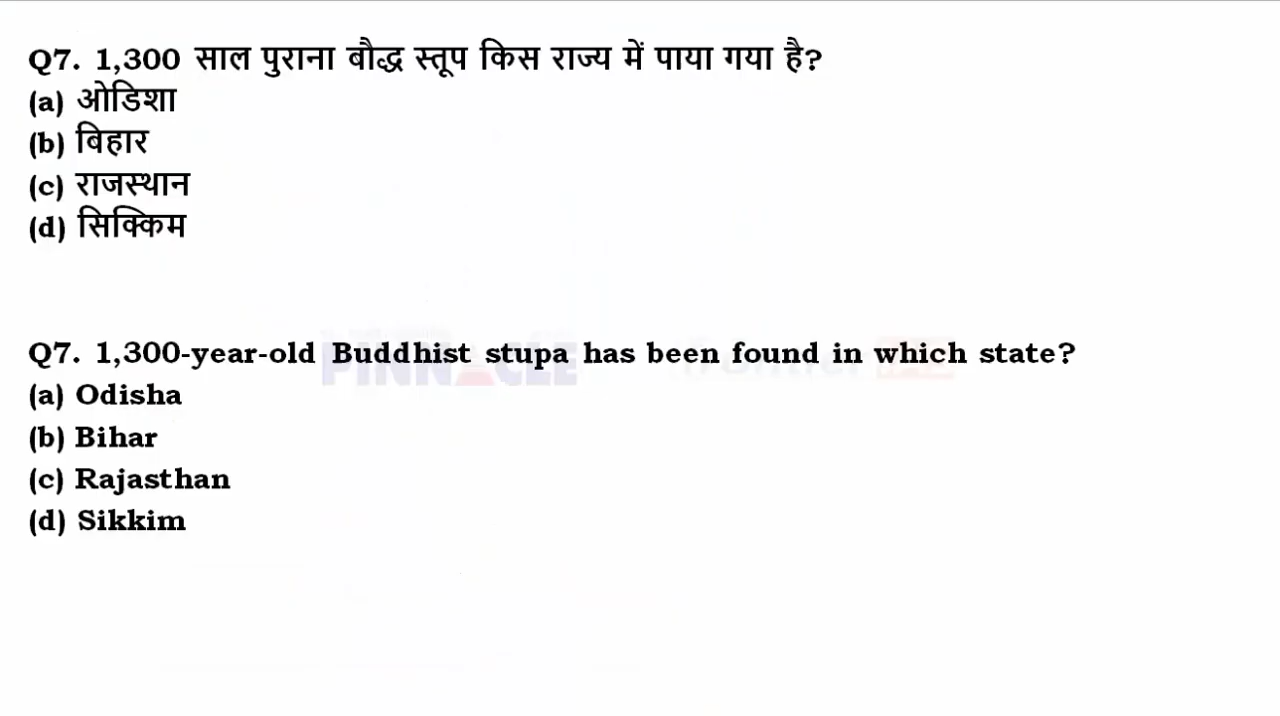 Q7. 1,300 साल पुराना बौद्ध स्तूप किस राज्य में पाया गया है?
(a) ओडिशा
(b) बिहार
(c) राजस्थान
(d) सिक्किम
Q7. 1,300-year-old Buddhist stupa has been found in which state?
(a) Odisha
(b) Bihar
(c) Rajasthan
(d) Sikkim